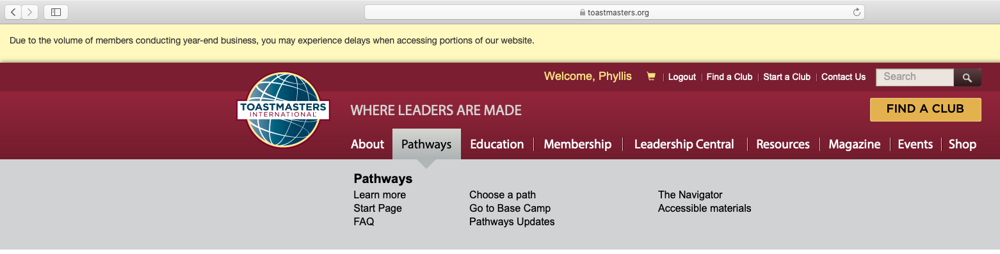 toastmasters.org
Due to the volume of members conducting year-end business, you may experience delays when accessing portions of our website.
Welcome, Phyllis Logout Find a Club Start a Club Contact Us Search
TOASTMASTERS
INTERNATIONAL
WHERE LEADERS ARE MADE
FIND A CLUB
About Pathways Education Membership Leadership Central Resources Magazine Events Shop
Pathways
Learn more Choose a path The Navigator
Start Page Go to Base Camp Accessible materials
FAQ Pathways Updates